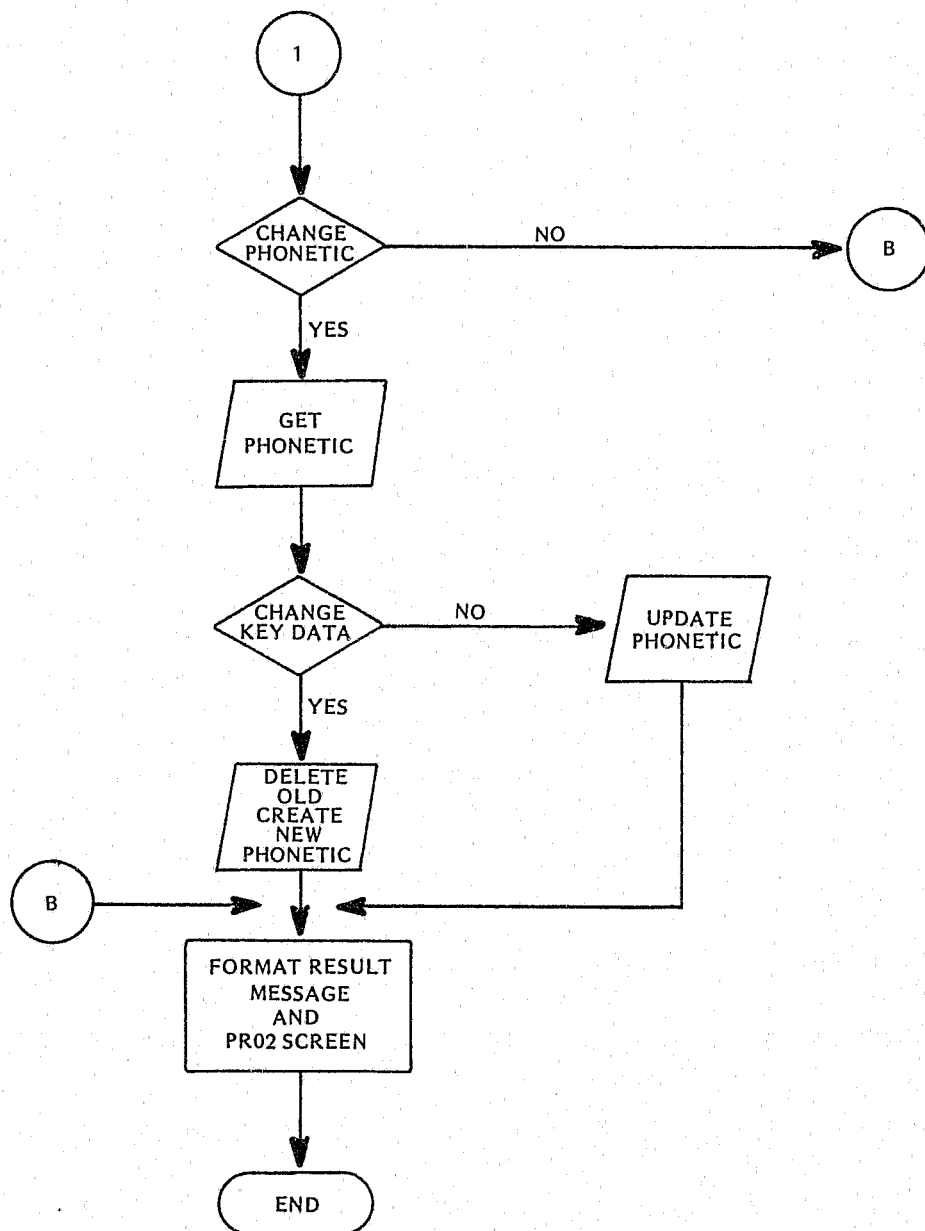 1
CHANGE
PHONETIC
NO
B
YES
GET
PHONETIC
CHANGE
KEY DATA
NO
UPDATE
PHONETIC
YES
DELETE
OLD
CREATE
NEW
PHONETIC
B
FORMAT RESULT
MESSAGE
AND
PR02 SCREEN
END